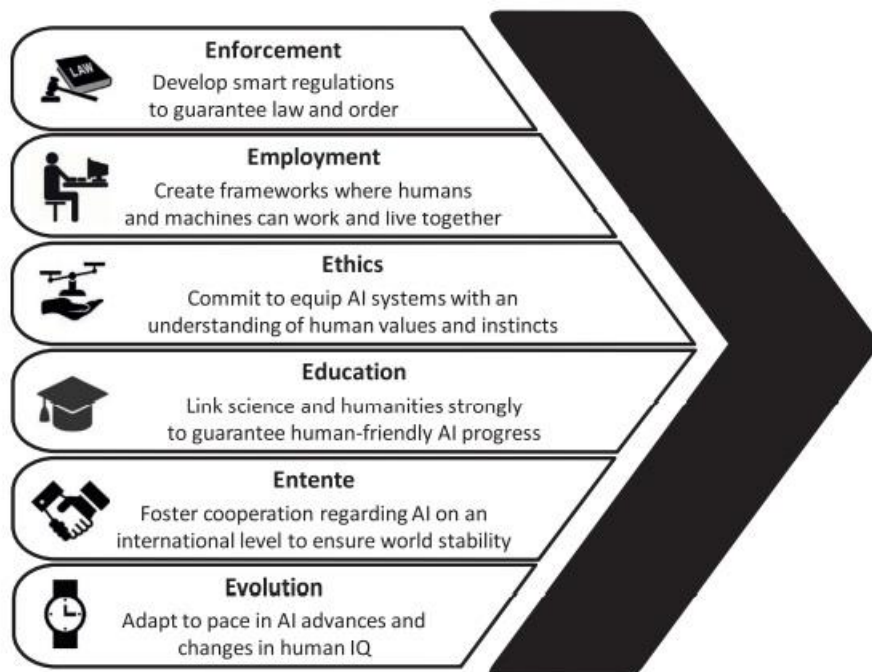 LAW
Enforcement
Develop smart regulations
to guarantee law and order
Employment
Create frameworks where humans
and machines can work and live together
Ethics
Commit to equip AI systems with an
understanding of human values and instincts
Education
Link science and humanities strongly
to guarantee human-friendly AI progress
Entente
Foster cooperation regarding AI on an
international level to ensure world stability
Evolution
Adapt to pace in AI advances and
changes in human IQ